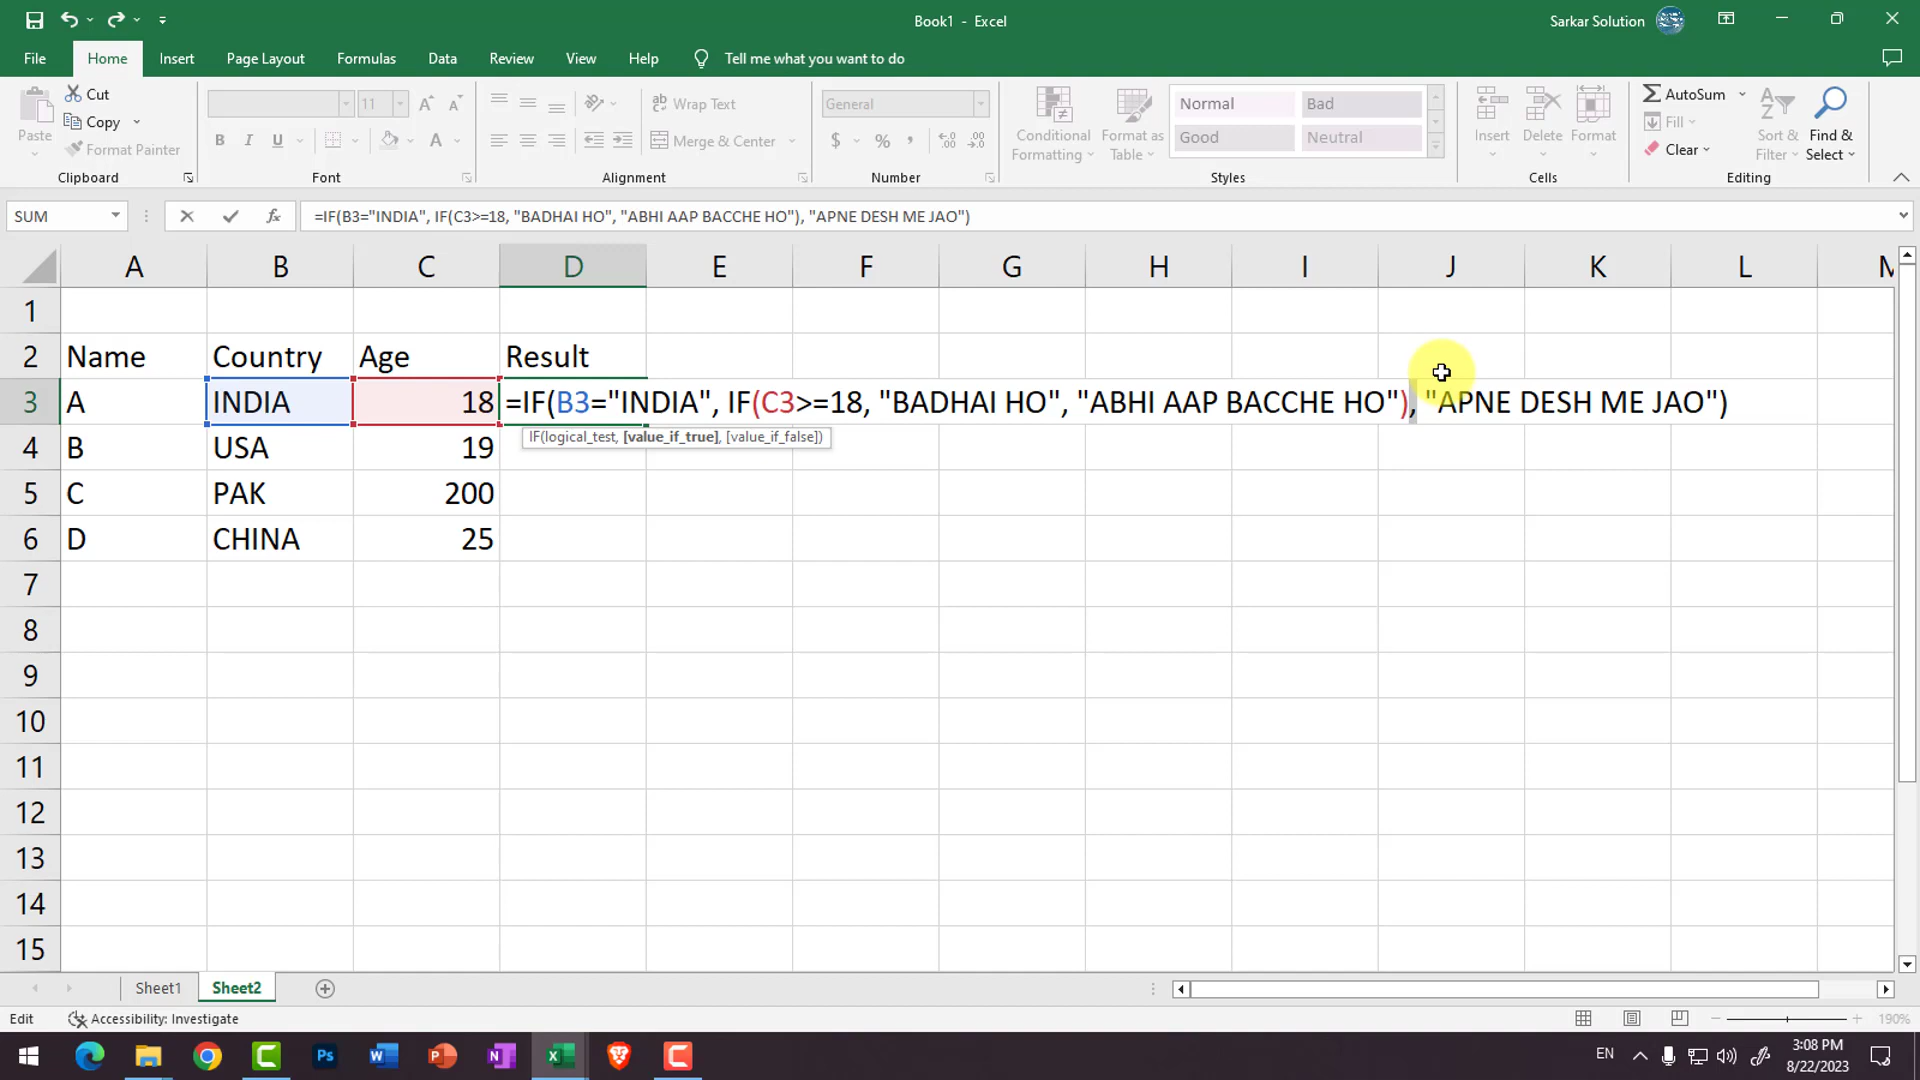 Book1 - Excel
Sarkar Solution
File Home Insert Page Layout Formulas Data Review View Help Tell me what you want to do
Paste
Cut
Copy
Format Painter
Clipboard
11
B I U
A
Font
Wrap Text
Merge & Center
Alignment
General
$ % ,
Number
Conditional Formatting
Format as Table
Normal Bad
Good Neutral
Styles
Insert Delete Format
Cells
AutoSum
Fill
Clear
Sort & Filter
Find & Select
Editing
SUM
fx
=IF(B3="INDIA", IF(C3>=18, "BADHAI HO", "ABHI AAP BACCHE HO"), "APNE DESH ME JAO")
A B C D E F G H I J K L M
1
2 Name Country Age Result
3 A INDIA 18 =IF(B3="INDIA", IF(C3>=18, "BADHAI HO", "ABHI AAP BACCHE HO"), "APNE DESH ME JAO")
IF(logical_test, [value_if_true], [value_if_false])
4 B USA 19
5 C PAK 200
6 D CHINA 25
7
8
9
10
11
12
13
14
15
Sheet1 Sheet2
Edit Accessibility: Investigate 190%
EN 3:08 PM
8/22/2023